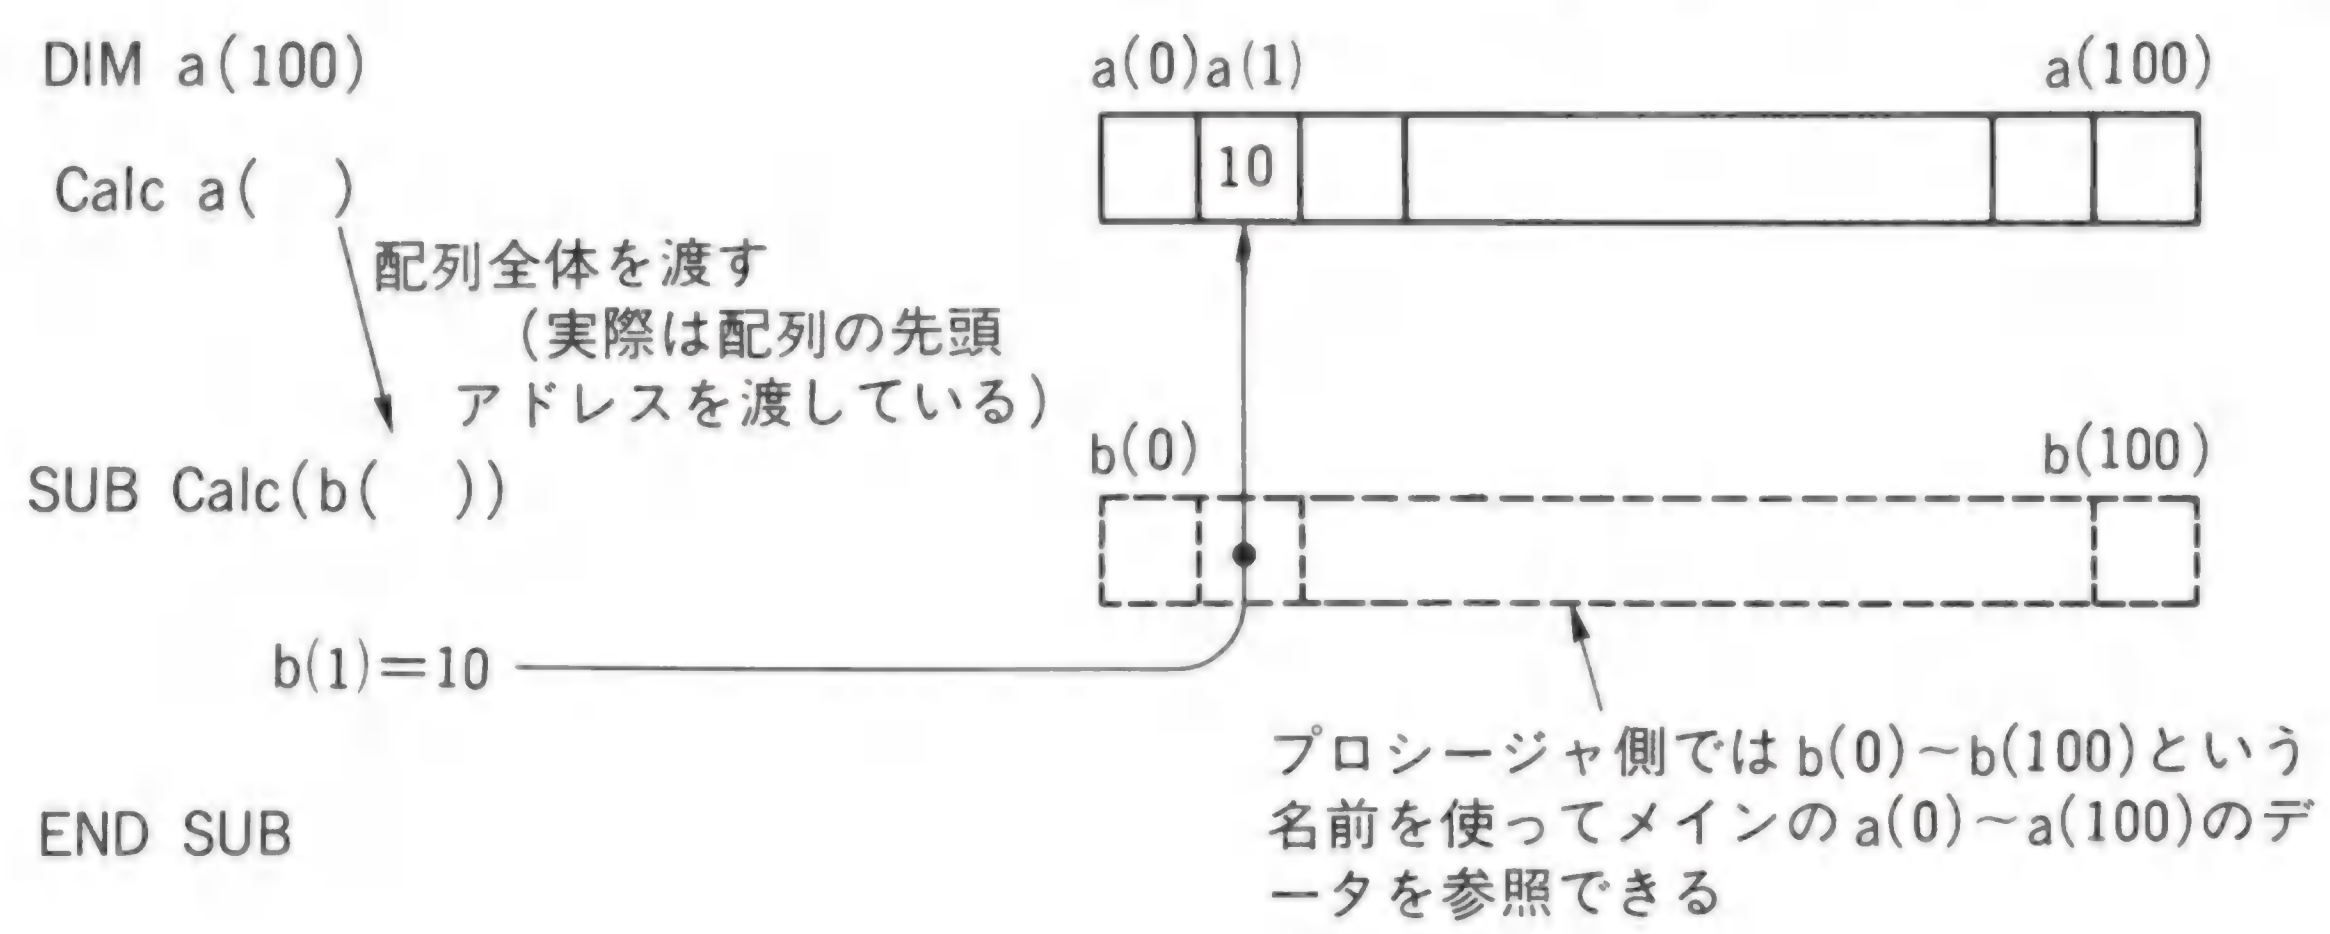 DIM a(100)
Calc a( )
配列全体を渡す
(実際は配列の先頭
アドレスを渡している)
SUB Calc(b( ))
b(1)=10
END SUB
a(0)a(1) a(100)
10
b(0) b(100)
プロシージャ側ではb(0)〜b(100)という
名前を使ってメインのa(0)〜a(100)のデ
ータを参照できる